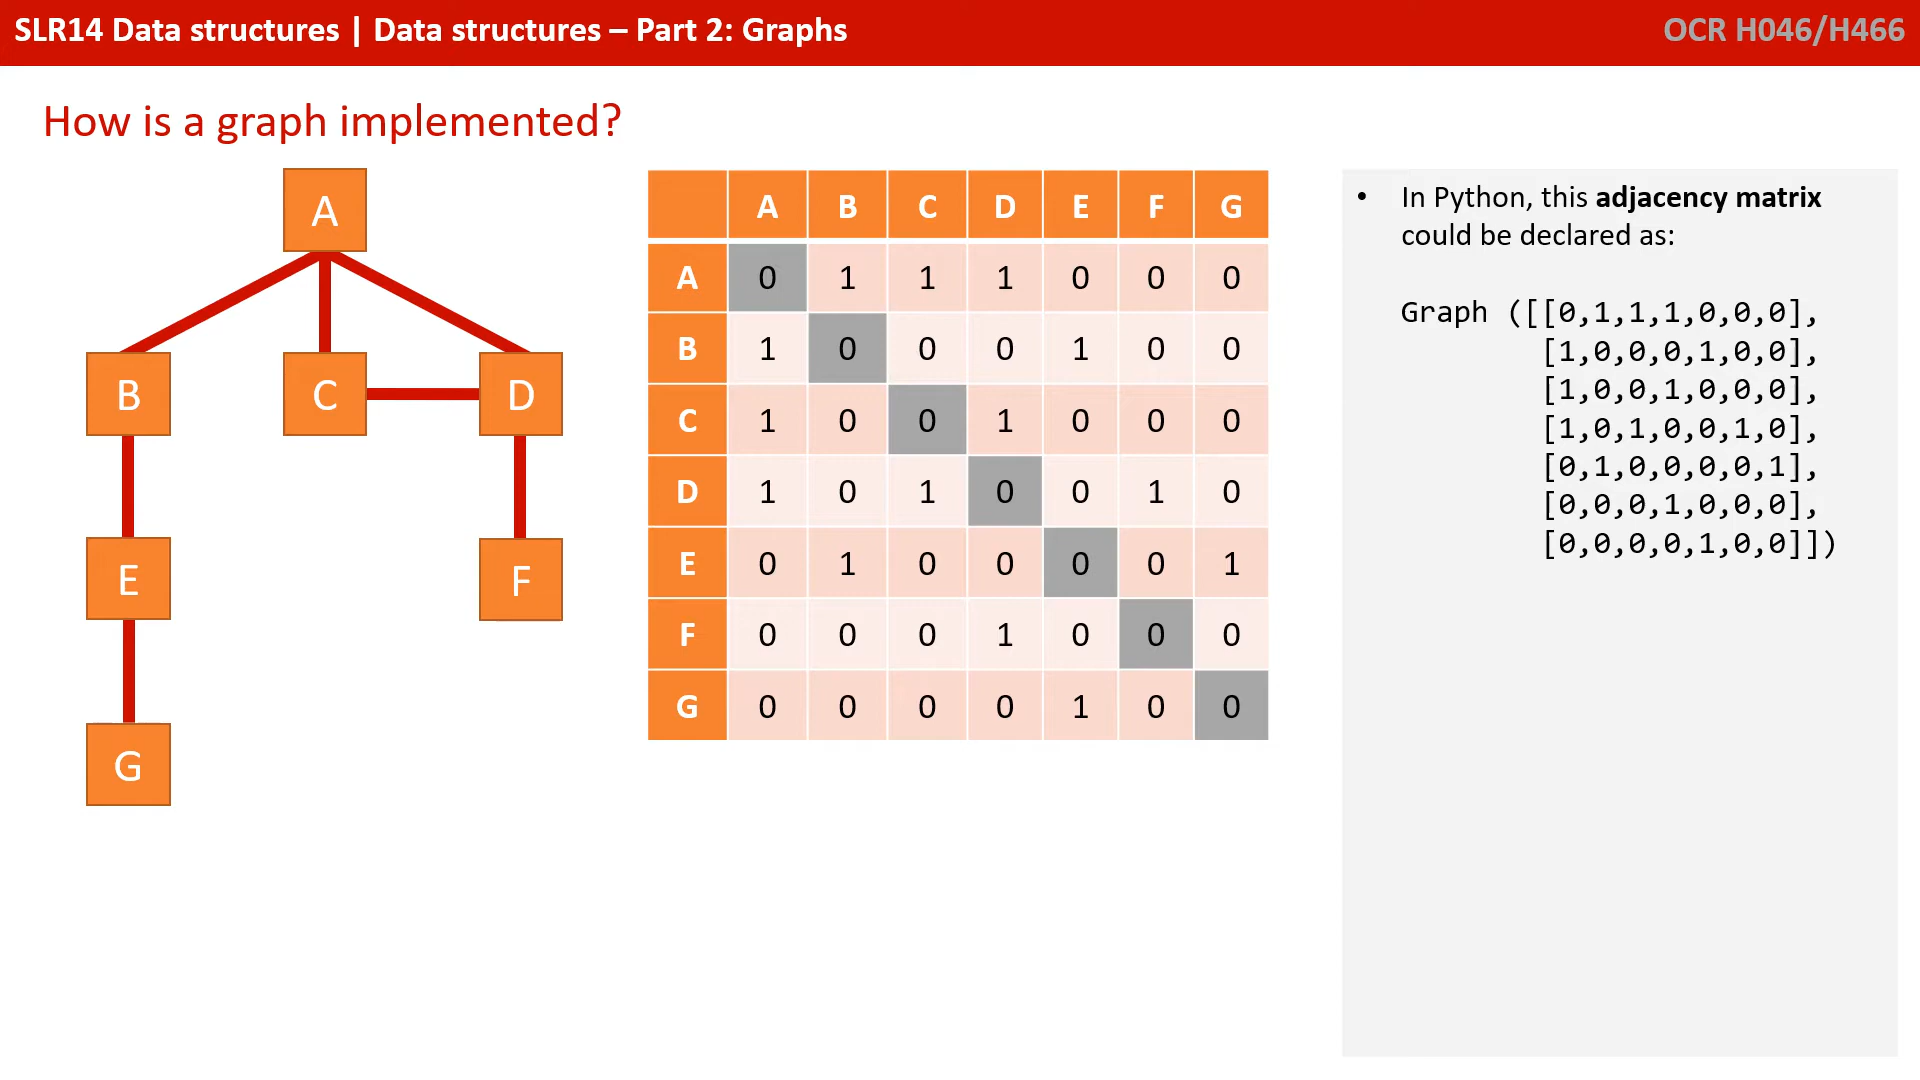 SLR14 Data structures | Data structures – Part 2: Graphs
OCR H046/H466
How is a graph implemented?
A
B C D
E F
G
A B C D E F G
A 0 1 1 1 0 0 0
B 1 0 0 0 1 0 0
C 1 0 0 1 0 0 0
D 1 0 1 0 0 1 0
E 0 1 0 0 0 0 1
F 0 0 0 1 0 0 0
G 0 0 0 0 1 0 0
• In Python, this adjacency matrix
could be declared as:
Graph ([[0,1,1,1,0,0,0],
[1,0,0,0,1,0,0],
[1,0,0,1,0,0,0],
[1,0,1,0,0,1,0],
[0,1,0,0,0,0,1],
[0,0,0,1,0,0,0],
[0,0,0,0,1,0,0]])